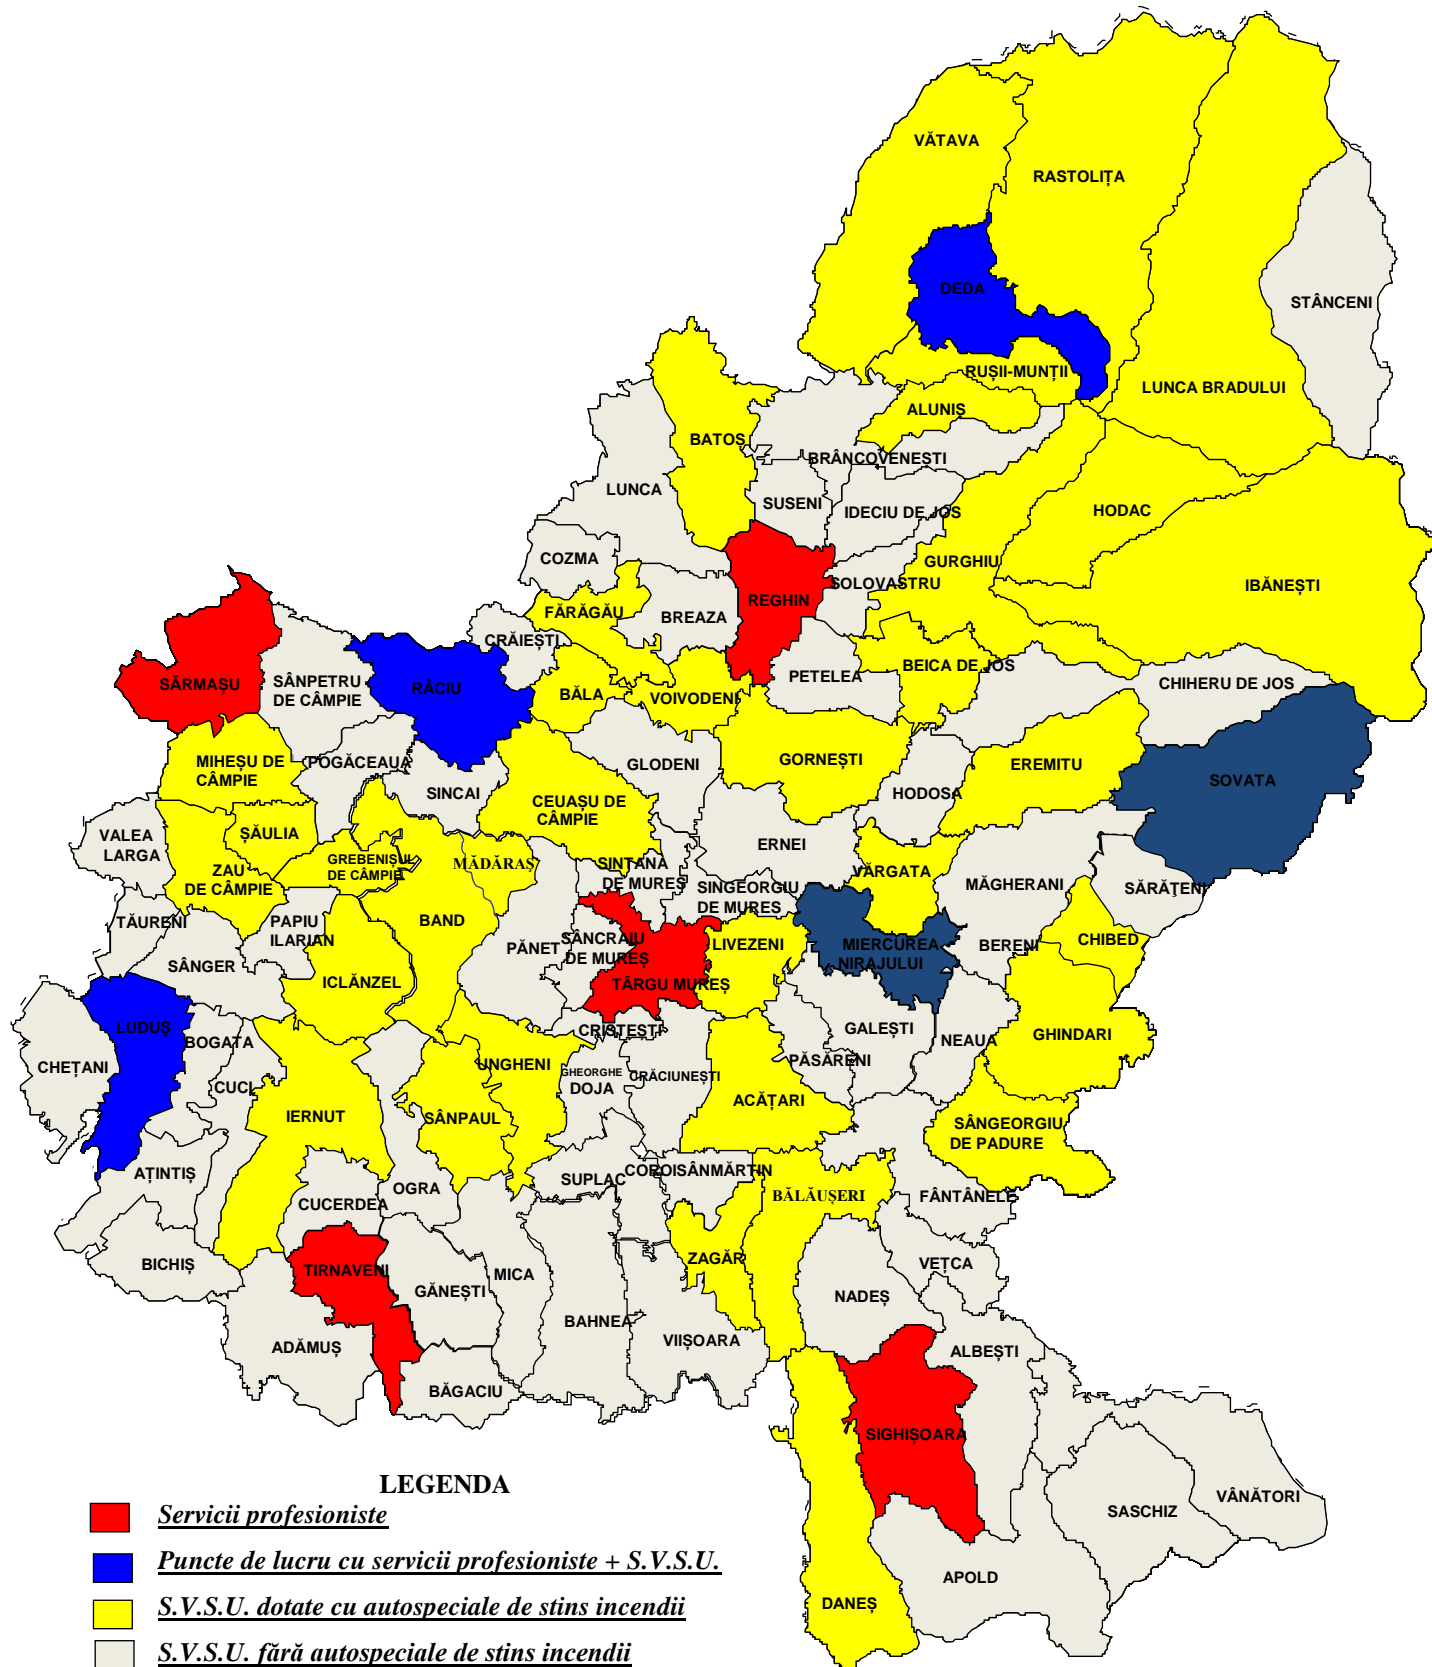 VĂTAVA
RASTOLIȚA
DEDA
STÂNCENI
RUȘII-MUNȚII
LUNCA BRADULUI
ALUNIȘ
BATOȘ
BRÂNCOVENEȘTI
LUNCA
SUSENI
IDECIU DE JOS
HODAC
COZMA
GURGHIU
SOLOVASTRU
IBĂNEȘTI
REGHIN
FĂRĂGĂU
BREAZA
CRĂIEȘTI
BEICA DE JOS
PETELEA
CHIHERU DE JOS
SĂRMAȘU
SÂNPETRU
DE CÂMPIE
RÂCIU
BĂLA
VOIVODENI
MIHEȘU DE
CÂMPIE
POGĂCEAUA
GLODENI
GORNEȘTI
EREMITU
SOVATA
SINCAI
CEUAȘU DE
CÂMPIE
HODOSA
VALEA
LARGA
ȘĂULIA
ERNEI
ZAU
DE CÂMPIE
GREBENIȘUL
DE CÂMPIE
MĂDĂRAȘ
SINTANA
DE MUREȘ
SINGEORGIU
DE MURES
VĂRGATA
MĂGHERANI
SĂRĂŢENI
TĂURENI
PAPIU
ILARIAN
BAND
PĂNET
SÂNCRAIU
DE MUREȘ
LIVEZENI
MIERCUREA
NIRAJULUI
BERENI
CHIBED
SÂNGER
ICLĂNZEL
TÂRGU MUREȘ
LUDUȘ
CRISTEȘTI
GALEȘTI
NEAUA
GHINDARI
BOGATA
CHEȚANI
CUCI
UNGHENI
GHEORGHE
DOJA
CRĂCIUNEȘTI
PĂSĂRENI
ACĂȚARI
IERNUT
SÂNPAUL
SÂNGEORGIU
DE PADURE
AȚINTIȘ
OGRA
SUPLAC
COROISÂNMĂRTIN
BĂLĂUȘERI
FÂNTÂNELE
CUCERDEA
BICHIȘ
TIRNAVENI
GĂNEȘTI
MICA
ZAGĂR
VEȚCA
NADEȘ
BAHNEA
VIIȘOARA
ADĂMUȘ
ALBEȘTI
BĂGACIU
SIGHIȘOARA
VÂNĂTORI
SASCHIZ
APOLD
DANEȘ
LEGENDA
Servicii profesioniste
Puncte de lucru cu servicii profesioniste + S.V.S.U.
S.V.S.U. dotate cu autospeciale de stins incendii
S.V.S.U. fără autospeciale de stins incendii